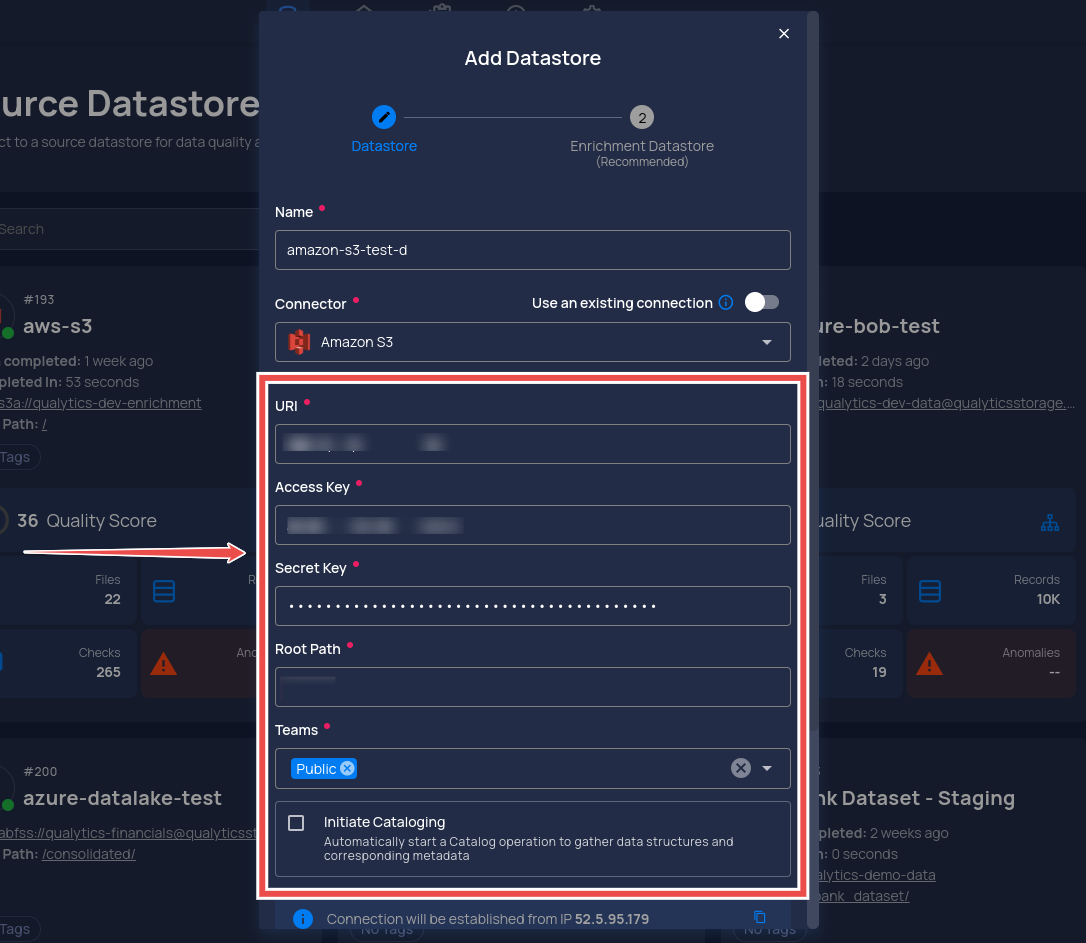 Add Datastore
2
Datastore
Enrichment Datastore
(Recommended)
urce Datastore
ct to a source datastore for data quality a
Search
Name
amazon-s3-test-d
Connector
Use an existing connection
Amazon S3
URI
Access Key
Secret Key
••••••••••••••••••••••••••••••••••••••••
Root Path
Teams
Public
Initiate Cataloging
Automatically start a Catalog operation to gather data structures and
corresponding metadata
Connection will be established from IP 52.5.95.179
#193
aws-s3
completed: 1 week ago
pleted In: 53 seconds
s3a://qualytics-dev-enrichment
Path: /
Tags
36 Quality Score
Files
22
R
Checks
265
Ano
#200
azure-datalake-test
abfss://qualytics-financials@qualyticsst
Path: /consolidated/
Tags
No Tags
ure-bob-test
leted: 2 days ago
n: 18 seconds
qualytics-dev-data@qualyticsstorage....
uality Score
Files
3
Records
10K
Checks
19
Anomalies
--
nk Dataset - Staging
pleted: 2 weeks ago
n: 0 seconds
alytics-demo-data
bank_dataset/
No Tags